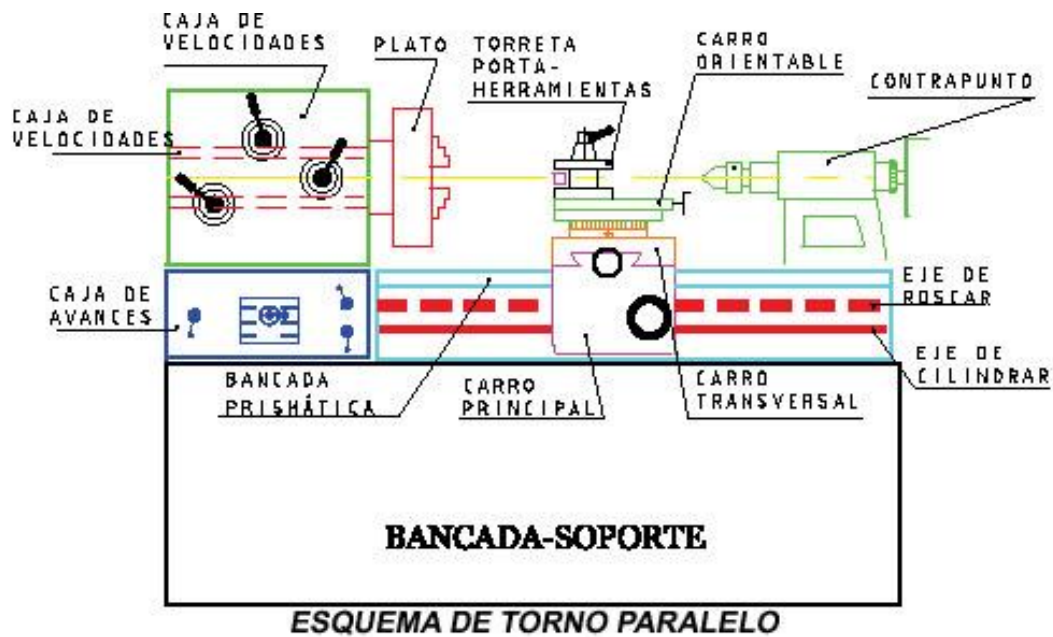 CAJA DE
VELOCIDADES
PLATO
TORRETA
PORTA-
HERRAMIENTAS
CARRO
ORIENTABLE
CONTRAPUNTO
CAJA DE
VELOCIDADES
CAJA DE
AVANCES
EJE DE
ROSCAR
EJE DE
CILINDRAR
BANCADA
PRISMÁTICA
CARRO
PRINCIPAL
CARRO
TRANSVERSAL
BANCADA-SOPORTE
ESQUEMA DE TORNO PARALELO